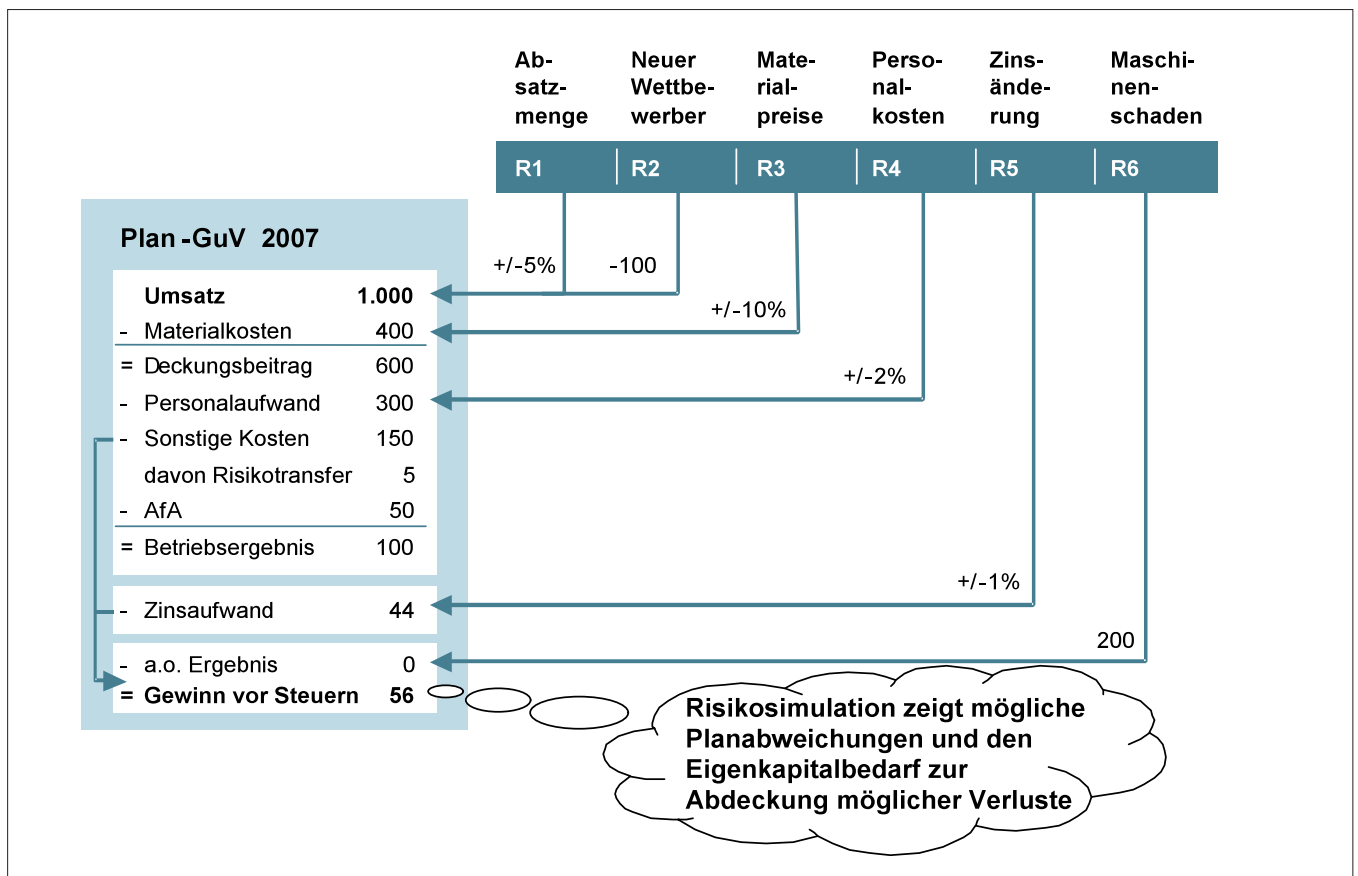 Ab-
satz-
menge
Neuer
Wettbe-
werber
Mate-
rial-
preise
Perso-
nal-
kosten
Zins-
ände-
rung
Maschi-
nen-
schaden
R1 R2 R3 R4 R5 R6
Plan -GuV 2007
+/-5% -100
Umsatz 1.000
+/-10%
- Materialkosten 400
= Deckungsbeitrag 600
+/-2%
- Personalaufwand 300
- Sonstige Kosten 150
davon Risikotransfer 5
- AfA 50
= Betriebsergebnis 100
+/-1%
- Zinsaufwand 44
200
- a.o. Ergebnis 0
= Gewinn vor Steuern 56
Risikosimulation zeigt mögliche
Planabweichungen und den
Eigenkapitalbedarf zur
Abdeckung möglicher Verluste